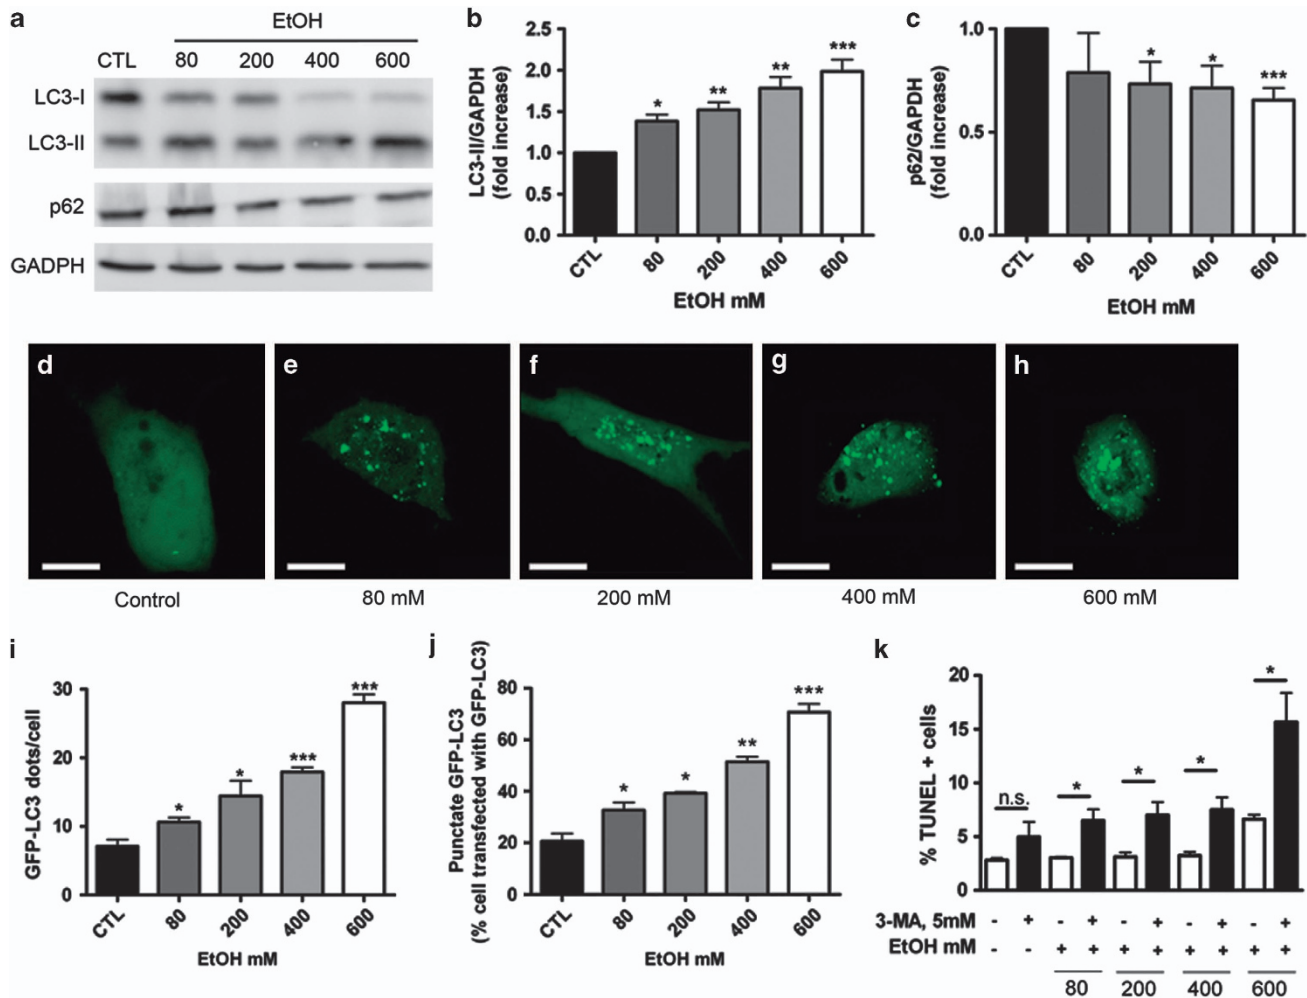 a
EtOH
CTL 80 200 400 600
LC3-I
LC3-II
p62
GADPH
b
LC3-II/GAPDH
(fold increase)
2.5
2.0
1.5
1.0
0.5
0.0
* ** ** ***
CTL 80 200 400 600
EtOH mM
c
p62/GAPDH
(fold increase)
1.0
0.5
0.0
* * ***
CTL 80 200 400 600
EtOH mM
d
Control
e
80 mM
f
200 mM
g
400 mM
h
600 mM
i
GFP-LC3 dots/cell
30
20
10
0
* * *** ***
CTL 80 200 400 600
EtOH mM
j
Punctate GFP-LC3
(% cell transfected with GFP-LC3)
80
60
40
20
0
* * ** ***
CTL 80 200 400 600
EtOH mM
k
% TUNEL + cells
20
15
10
5
0
n.s. * * * *
3-MA, 5mM - + - + - + - + - +
EtOH mM - - + + + + + + + +
80 200 400 600